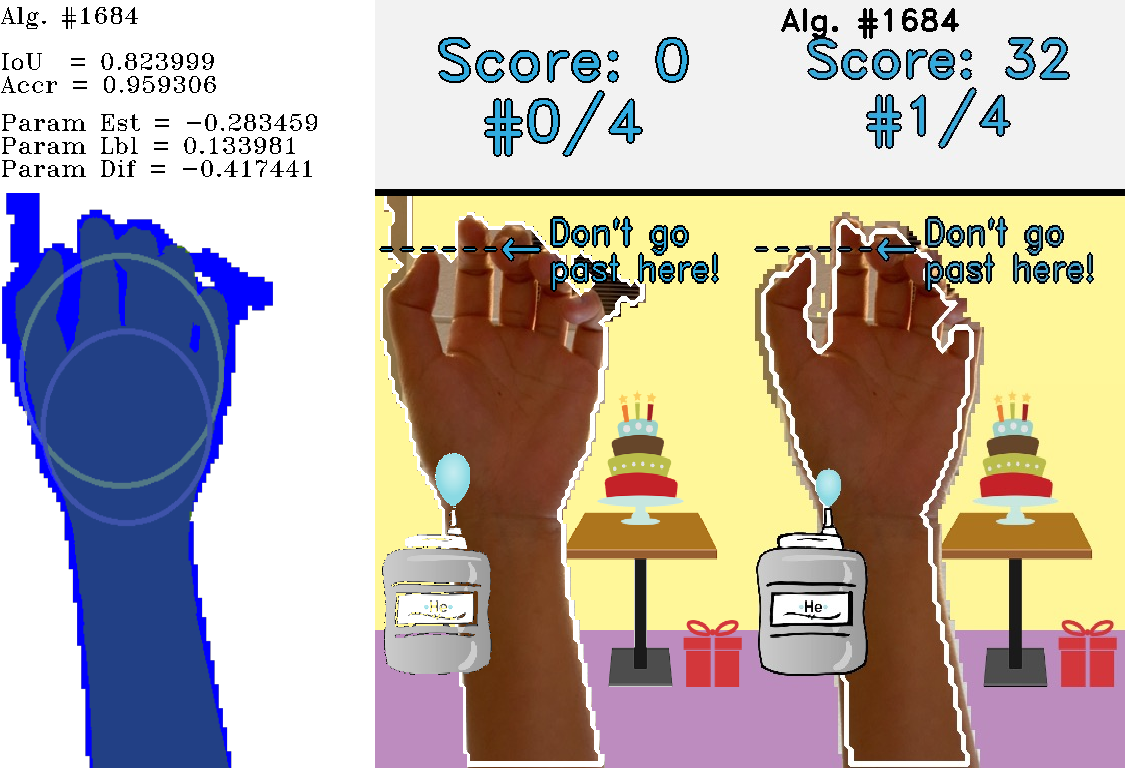 Alg. #1684
IoU = 0.823999
Accr = 0.959306
Param Est = −0.283459
Param Lbl = 0.133981
Param Dif = −0.417441
Score: 0
#0/4
Don't go
past here!
He
Alg. #1684
Score: 32
#1/4
Don't go
past here!
He